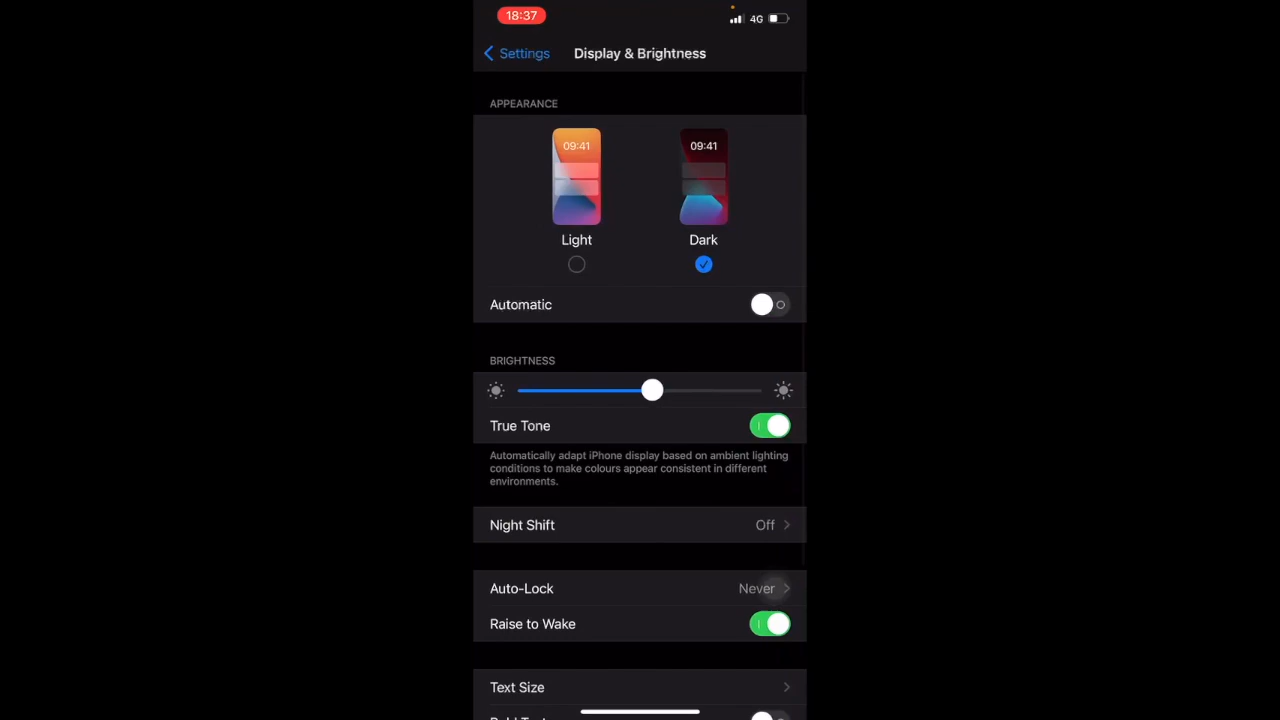 18:37
4G
Settings
Display & Brightness
APPEARANCE
09:41
09:41
Light
Dark
Automatic
BRIGHTNESS
True Tone
Automatically adapt iPhone display based on ambient lighting
conditions to make colours appear consistent in different
environments.
Night Shift
Off
Auto-Lock
Never
Raise to Wake
Text Size